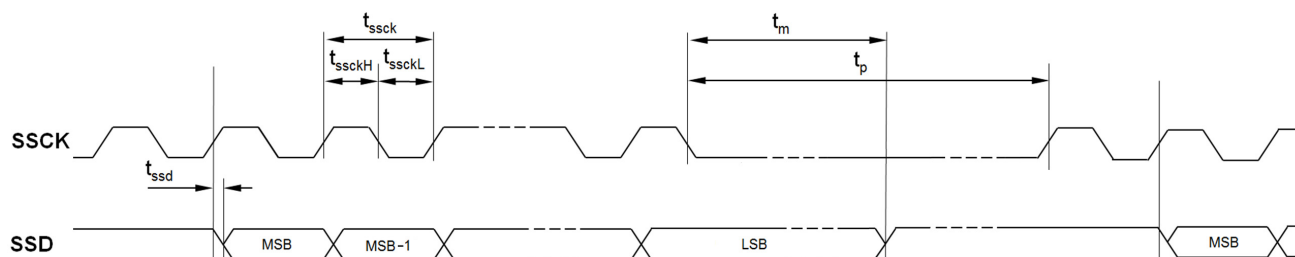 t_ssck
t_m
t_ssckH t_ssckL
t_p
SSCK
t_ssd
SSD
MSB MSB-1 LSB MSB